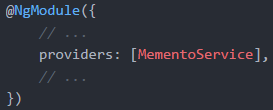 @NgModule({
    // ...
    providers: [MementoService],
    // ...
})